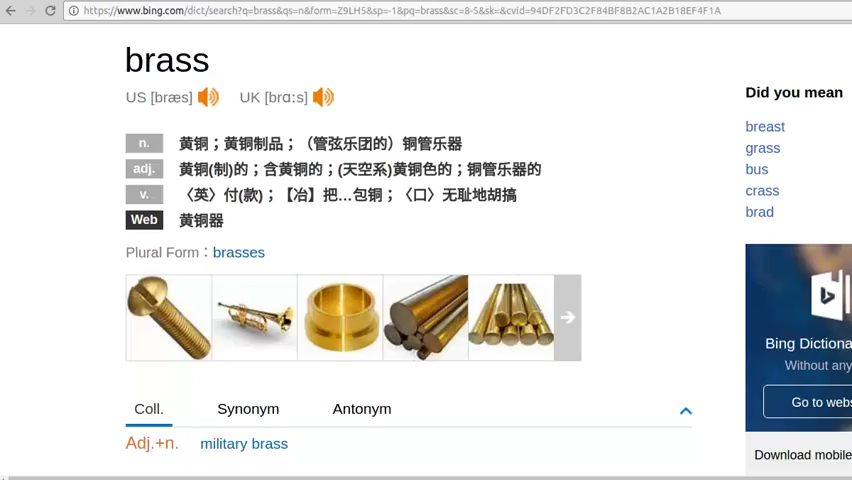 https://www.bing.com/dict/search?q=brass&qs=n&form=Z9LH5&sp=-1&pq=brass&sc=8-5&sk=&cvid=94DF2FD3C2F84BF8B2AC1A2B18EF4F1A
brass
US [bræs] UK [brɑːs]
n. 黄铜；黄铜制品；（管弦乐团的）铜管乐器
adj. 黄铜(制)的；含黄铜的；(天空系)黄铜色的；铜管乐器的
v. 〈英〉付(款)；【冶】把…包铜；〈口〉无耻地胡搞
Web 黄铜器
Plural Form：brasses
Coll. Synonym Antonym
Adj.+n. military brass
Did you mean
breast
grass
bus
crass
brad
Bing Dictiona
Without any
Go to webs
Download mobile